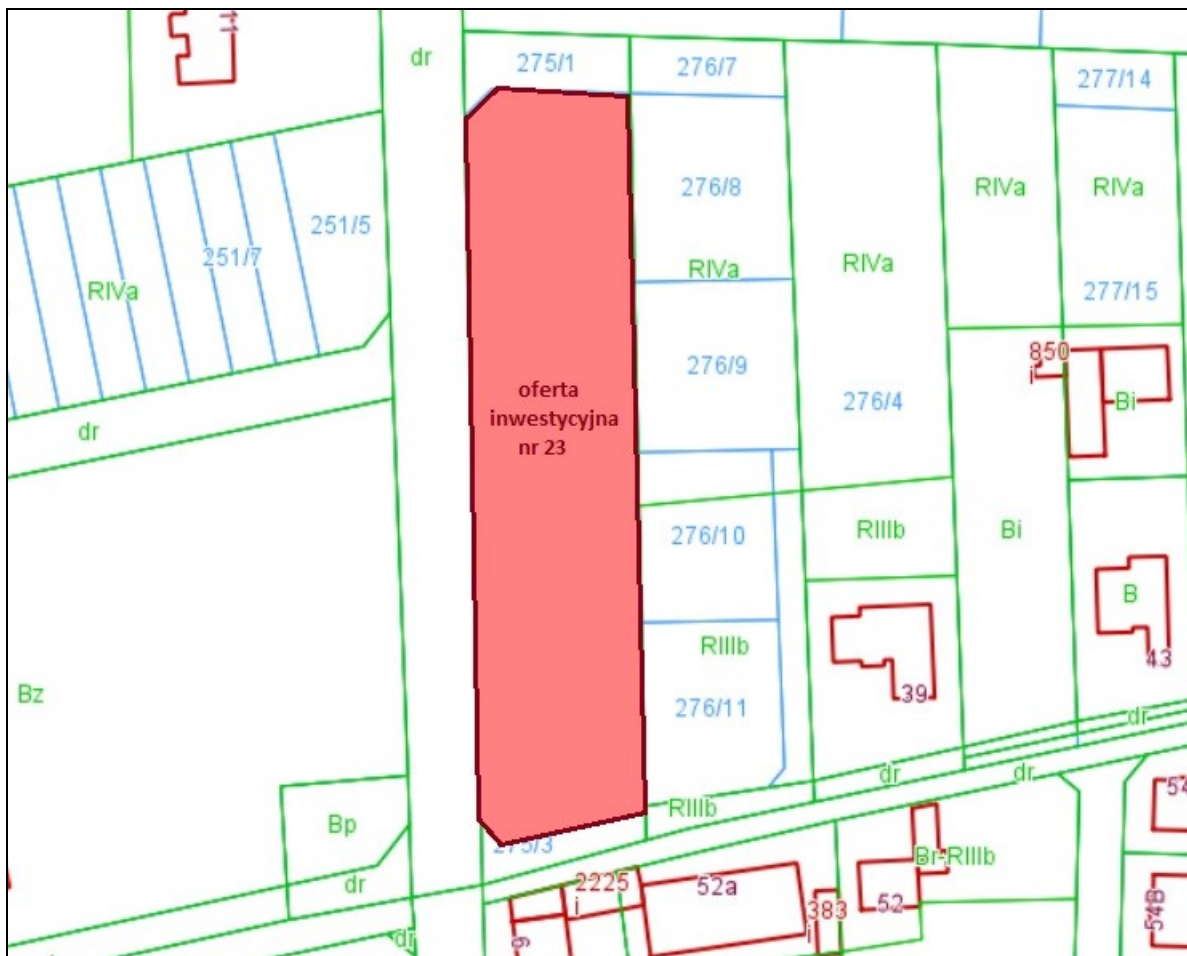 11
dr
275/1
276/7
277/14
276/8
RIVa
RIVa
251/5
251/7
RIVa
RIVa
RIVa
277/15
850
i
276/9
oferta
inwestycyjna
nr 23
276/4
Bi
dr
276/10
RIIIb
Bi
B
RIIIb
43
Bz
39
276/11
dr
dr
dr
RIIIb
54
Bp
275/3
Br-RIIIb
dr
2225
i
52a
52
383
i
54B
dr
9